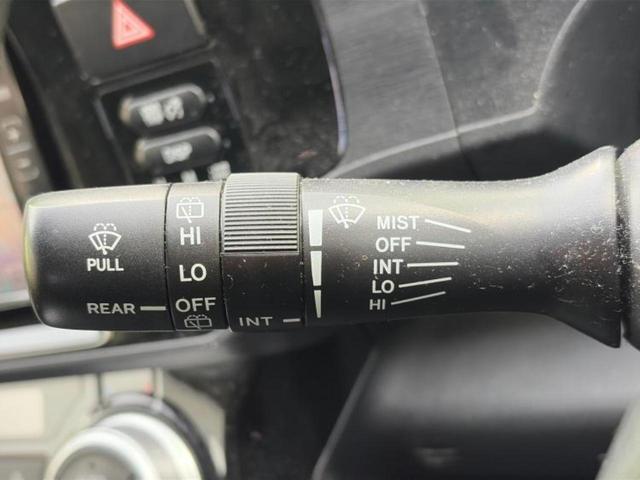 PULL
REAR
HI
LO
OFF
INT
MIST
OFF
INT
LO
HI